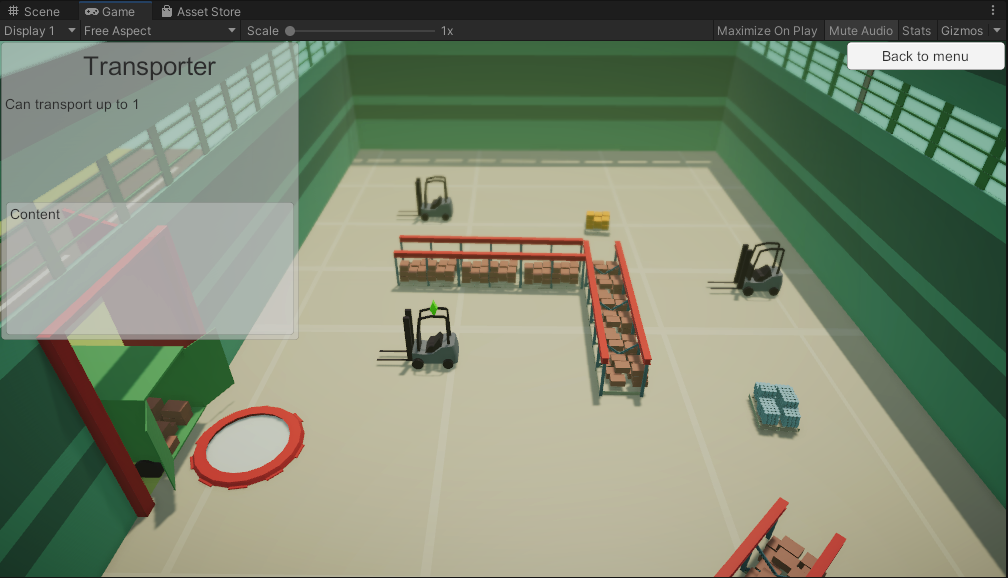 Scene Game Asset Store
Display 1 Free Aspect Scale 1x Maximize On Play Mute Audio Stats Gizmos
Transporter
Back to menu
Can transport up to 1
Content